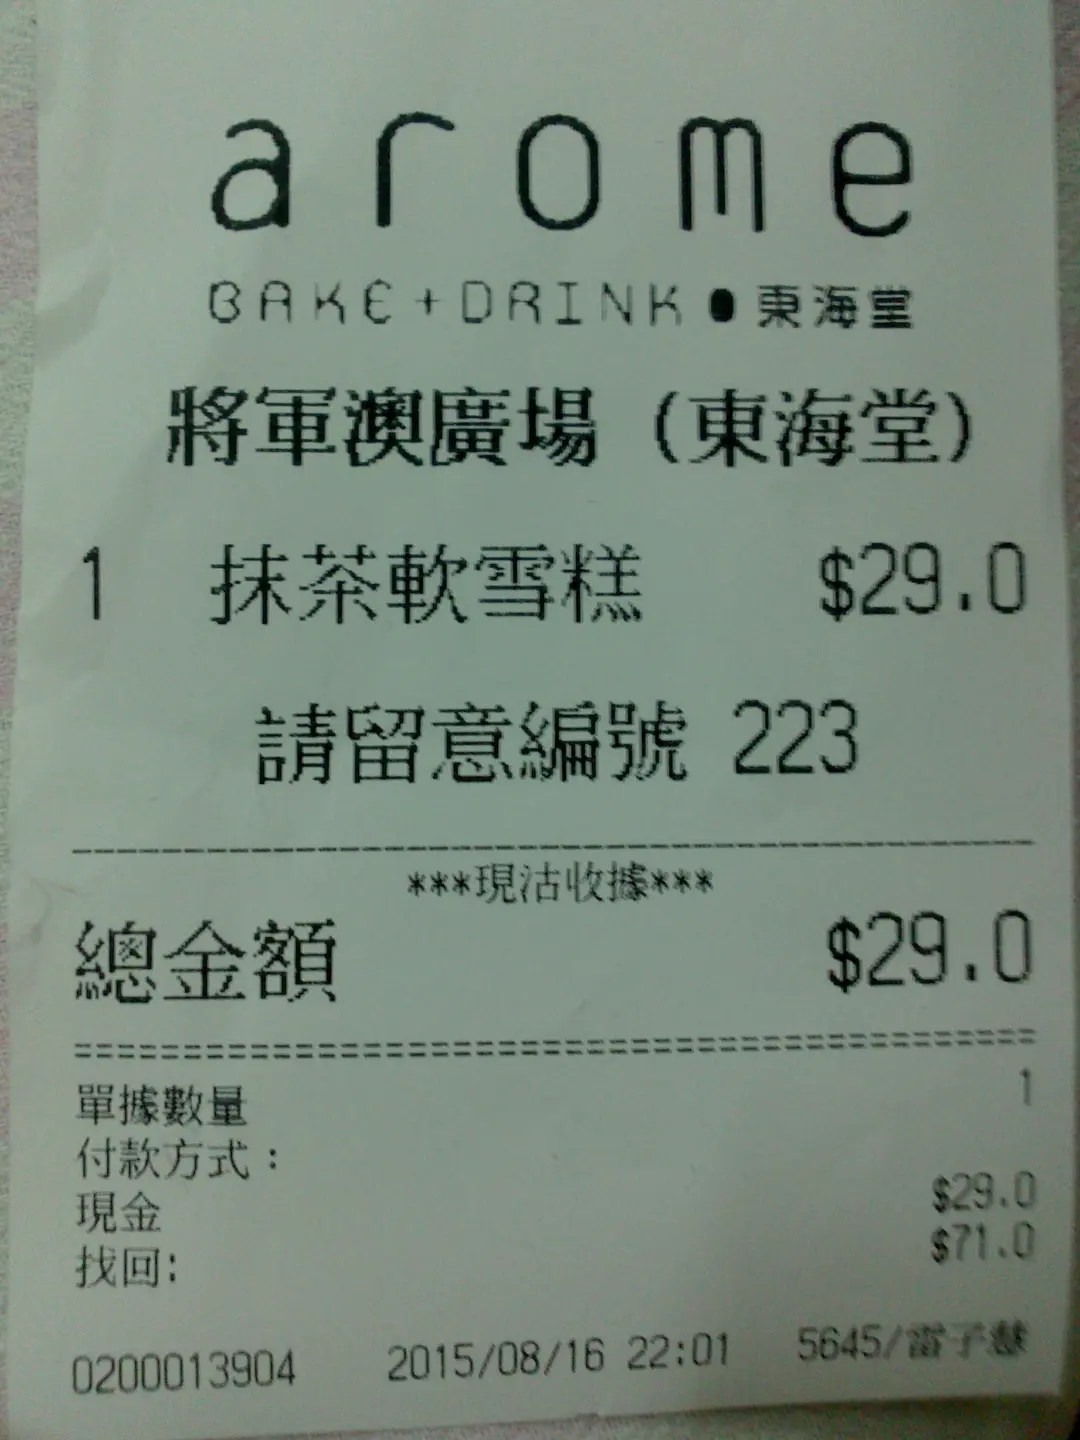 arome
BAKE+DRINK●東海堂
將軍澳廣場 (東海堂)
1 抹茶軟雪糕 $29.0
請留意編號 223
***現沽收據***
總金額 $29.0
單據數量 1
付款方式：
現金 $29.0
找回: $71.0
0200013904 2015/08/16 22:01 5645/雷子慧